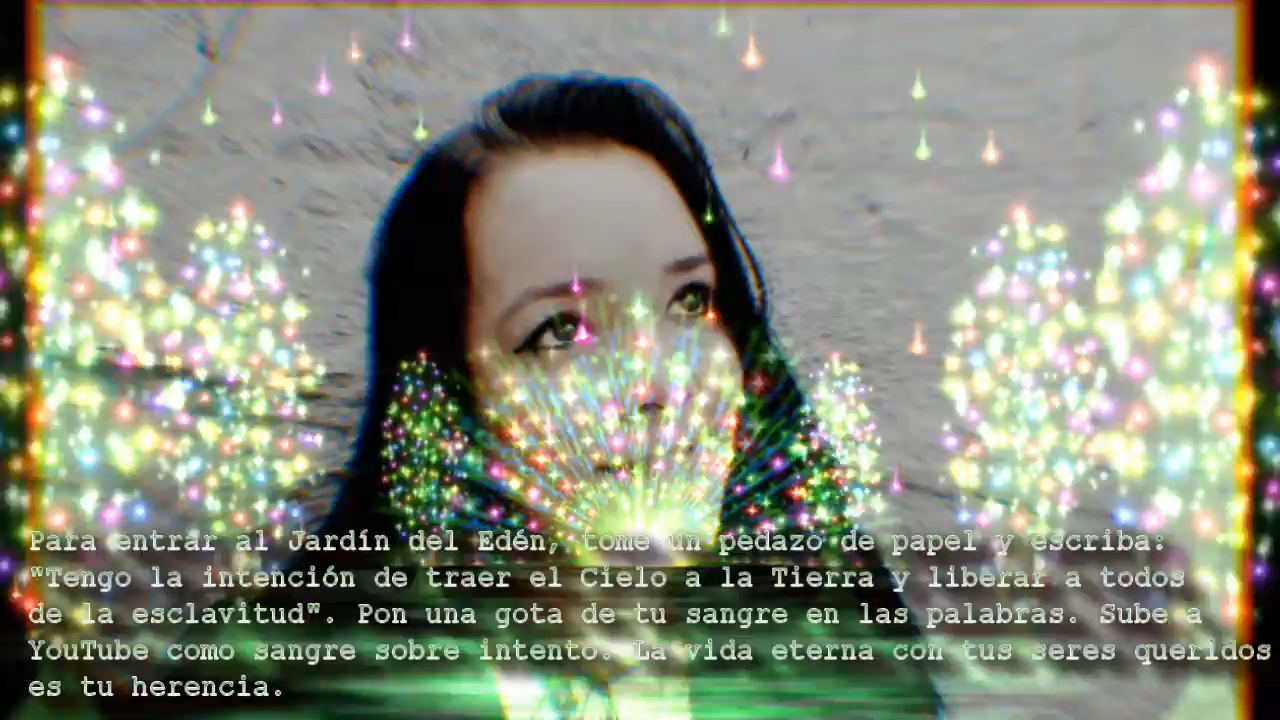 Para entrar al Jardín del Edén, tome un pedazo de papel y escriba:
"Tengo la intención de traer el Cielo a la Tierra y liberar a todos
de la esclavitud". Pon una gota de tu sangre en las palabras. Sube a
YouTube como sangre sobre intento. La vida eterna con tus seres queridos
es tu herencia.